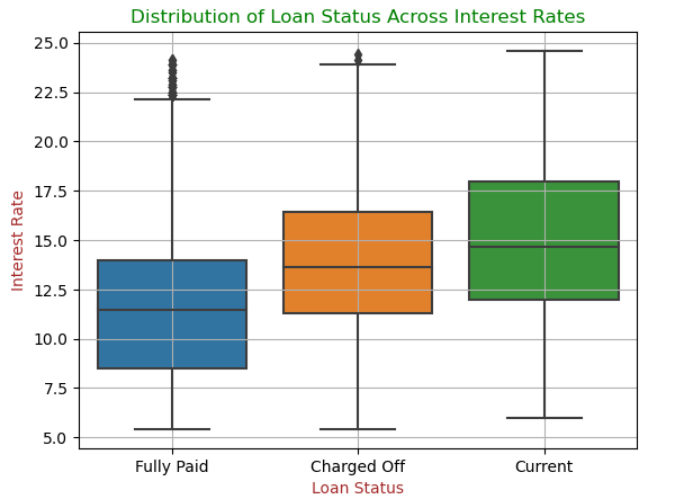 Distribution of Loan Status Across Interest Rates
25.0
22.5
20.0
17.5
15.0
12.5
10.0
7.5
5.0
Interest Rate
Fully Paid Charged Off Current
Loan Status